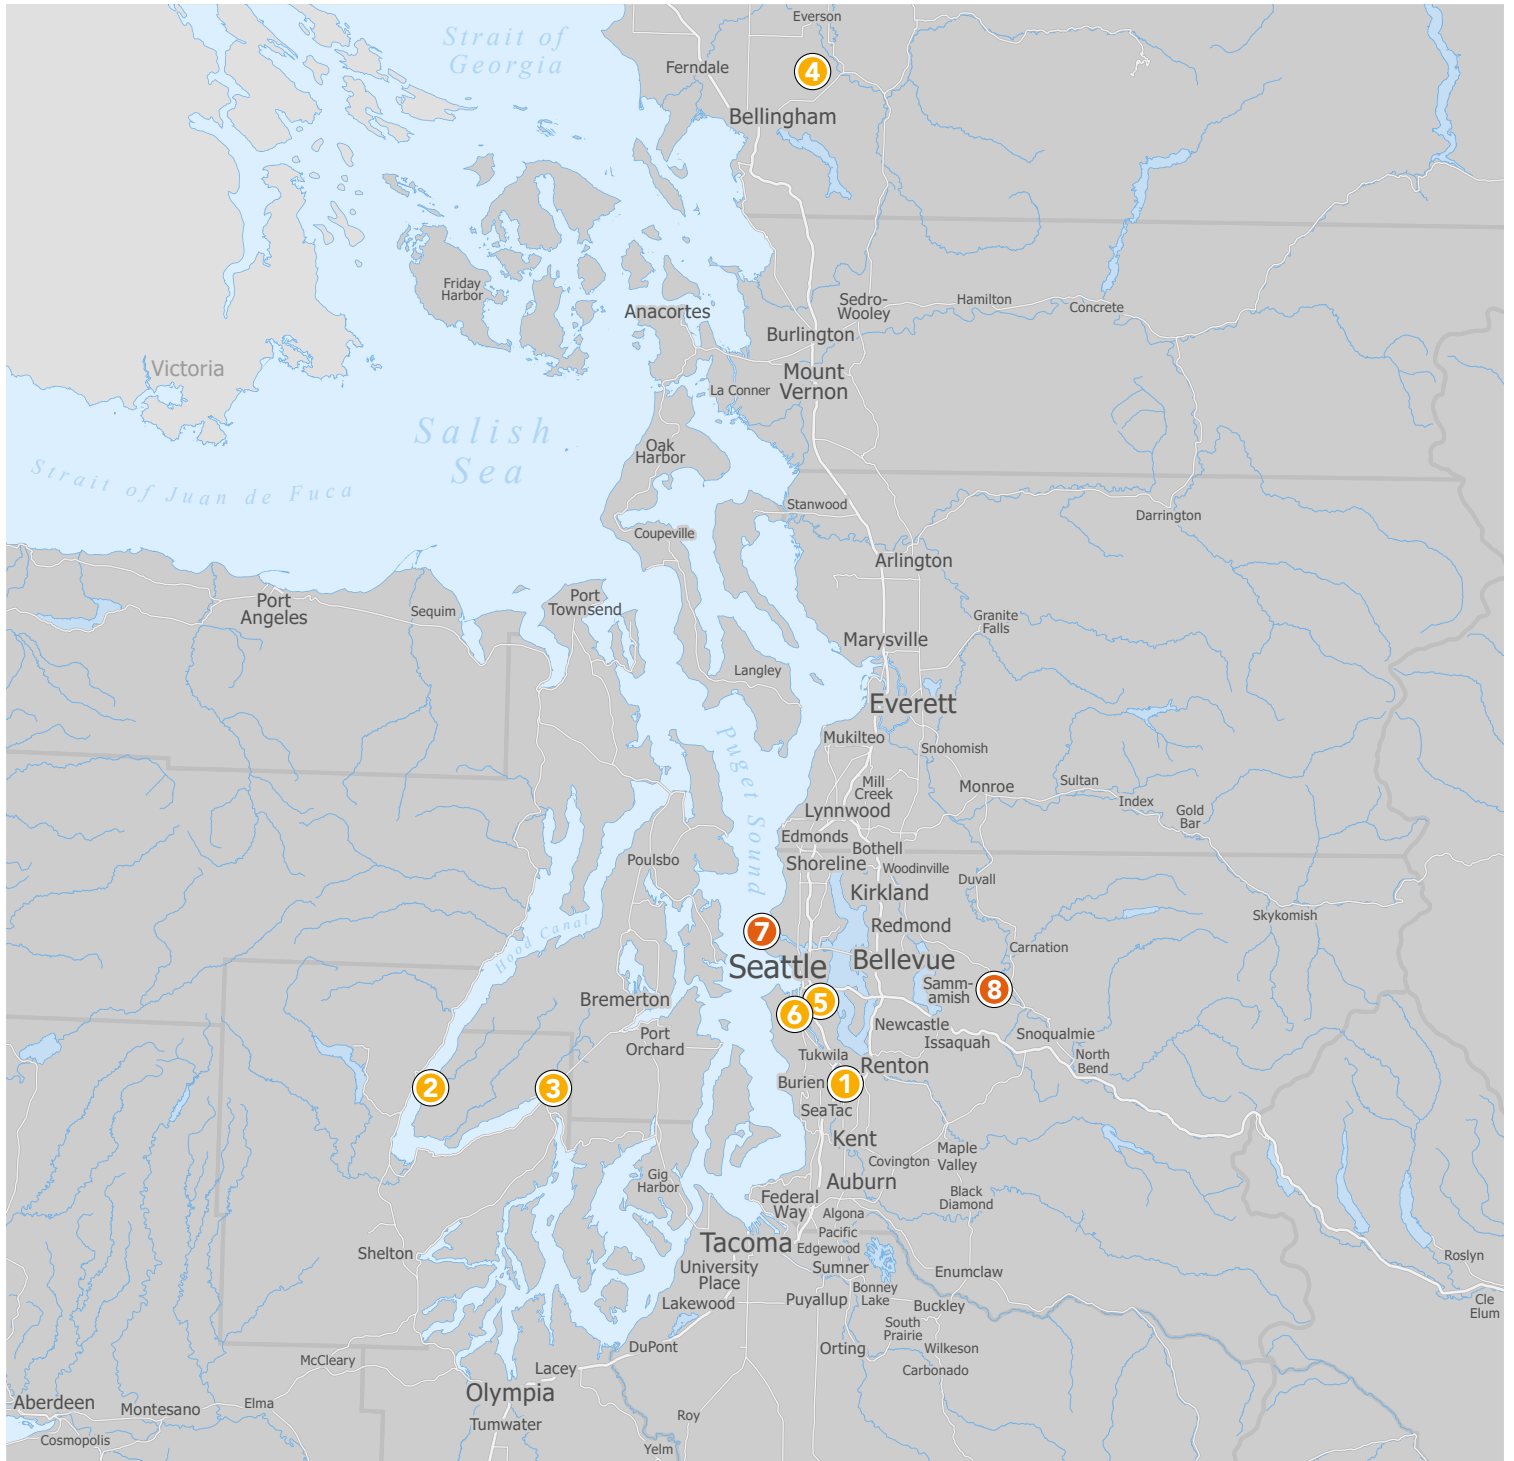 Everson
Strait of
Georgia
Ferndale
4
Bellingham
Friday
Harbor
Anacortes
Sedro-
Wooley
Hamilton
Concrete
Burlington
Victoria
Mount
Vernon
La Conner
Salish
Sea
Oak
Harbor
Strait of Juan de Fuca
Stanwood
Darrington
Coupeville
Arlington
Port
Angeles
Sequim
Port
Townsend
Granite
Falls
Marysville
Langley
Everett
Puget Sound
Mukilteo
Snohomish
Mill
Creek
Monroe
Sultan
Index
Gold
Bar
Lynnwood
Edmonds
Bothell
Shoreline
Woodinville
Poulsbo
Duvall
Kirkland
Skykomish
Hood Canal
Redmond
7
Carnation
Seattle
Bellevue
Samm-
amish
8
Bremerton
5
6
Newcastle
Issaquah
Snoqualmie
Port
Orchard
Tukwila
North
Bend
Renton
2
3
Burien
1
SeaTac
Kent
Maple
Valley
Covington
Gig
Harbor
Auburn
Federal
Way
Black
Diamond
Algona
Pacific
Shelton
Tacoma
Edgewood
Roslyn
University
Place
Sumner
Enumclaw
Bonney
Lake
Lakewood
Puyallup
Buckley
Cle
Elum
South
Prairie
DuPont
Orting
Wilkeson
McCleary
Lacey
Carbonado
Olympia
Aberdeen
Montesano
Elma
Tumwater
Roy
Cosmopolis
Yelm